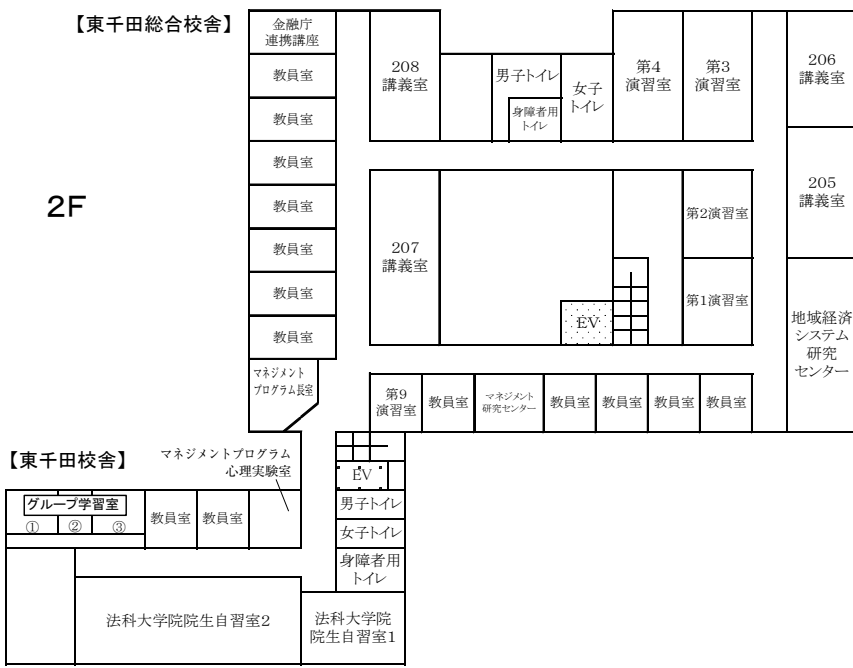 【東千田総合校舎】
2F
金融庁
連携講座
教員室
教員室
教員室
教員室
教員室
教員室
教員室
マネジメント
プログラム長室
208
講義室
男子トイレ
身障者用
トイレ
女子
トイレ
第4
演習室
第3
演習室
206
講義室
205
講義室
207
講義室
第2演習室
第1演習室
EV
地域経済
システム
研究
センター
第9
演習室
教員室
マネジメント
研究センター
教員室
教員室
教員室
教員室
【東千田校舎】
マネジメントプログラム
心理実験室
EV
グループ学習室
①
②
③
教員室
教員室
男子トイレ
女子トイレ
身障者用
トイレ
法科大学院院生自習室2
法科大学院
院生自習室1